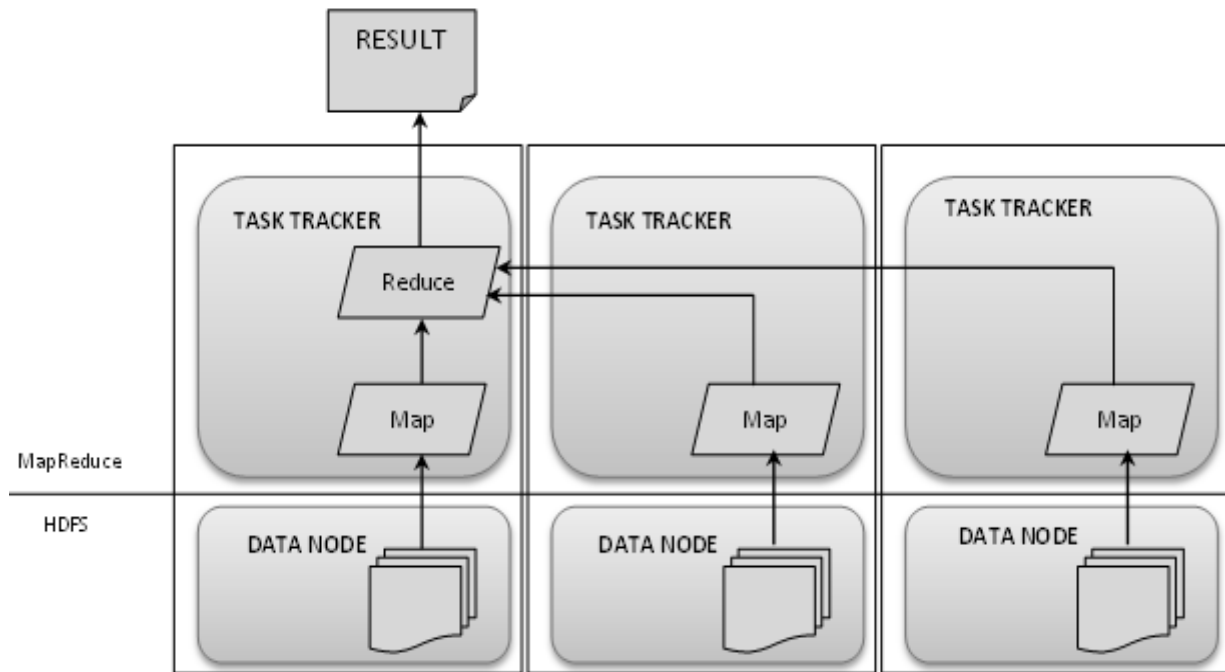 RESULT
TASK TRACKER
TASK TRACKER
TASK TRACKER
Reduce
Map
Map
Map
MapReduce
HDFS
DATA NODE
DATA NODE
DATA NODE